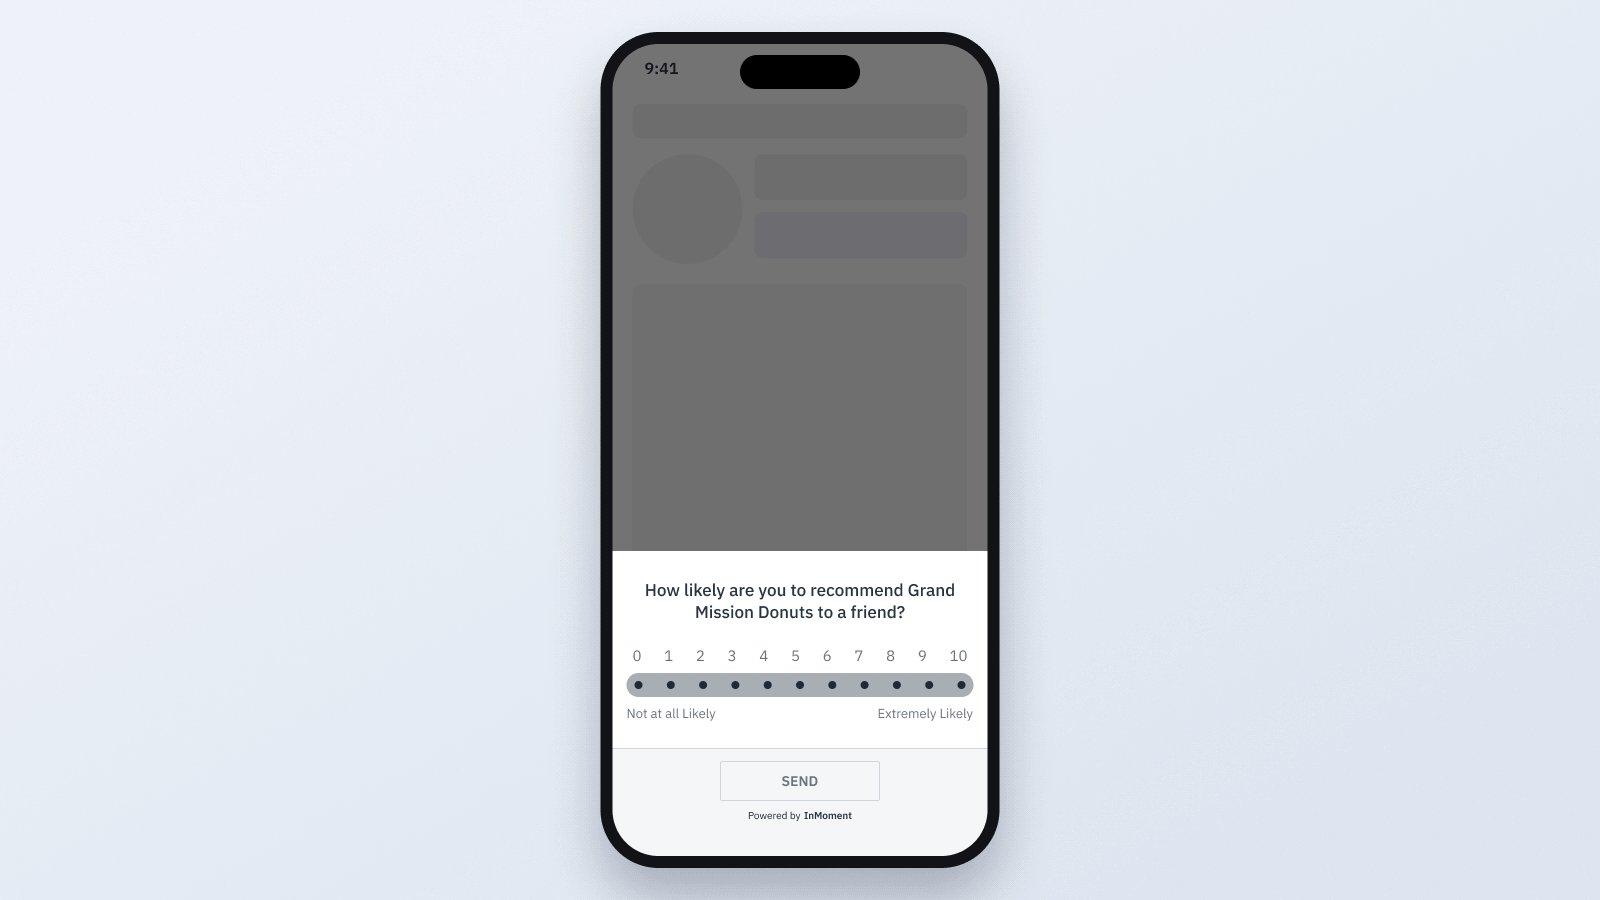 9:41
How likely are you to recommend Grand
Mission Donuts to a friend?
0 1 2 3 4 5 6 7 8 9 10
Not at all Likely Extremely Likely
SEND
Powered by InMoment